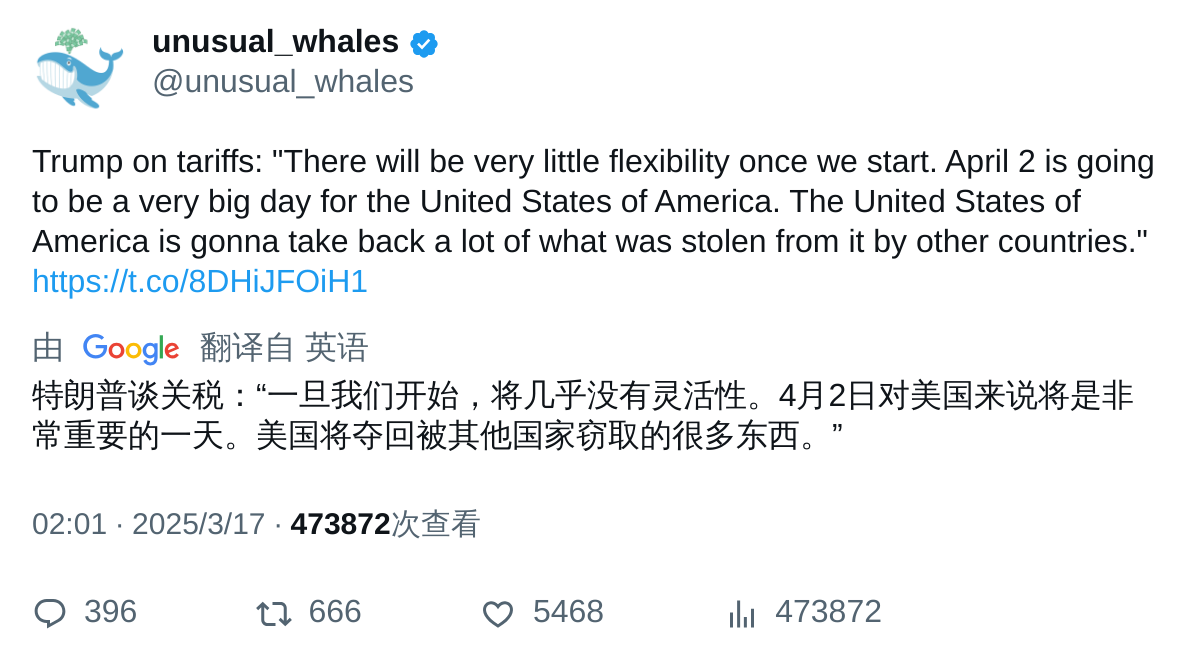 unusual_whales
@unusual_whales
Trump on tariffs: "There will be very little flexibility once we start. April 2 is going
to be a very big day for the United States of America. The United States of
America is gonna take back a lot of what was stolen from it by other countries."
https://t.co/8DHiJFOiH1
由 Google 翻译自 英语
特朗普谈关税：“一旦我们开始，将几乎没有灵活性。4月2日对美国来说将是非
常重要的一天。美国将夺回被其他国家窃取的很多东西。”
02:01 · 2025/3/17 · 473872次查看
396 666 5468 473872